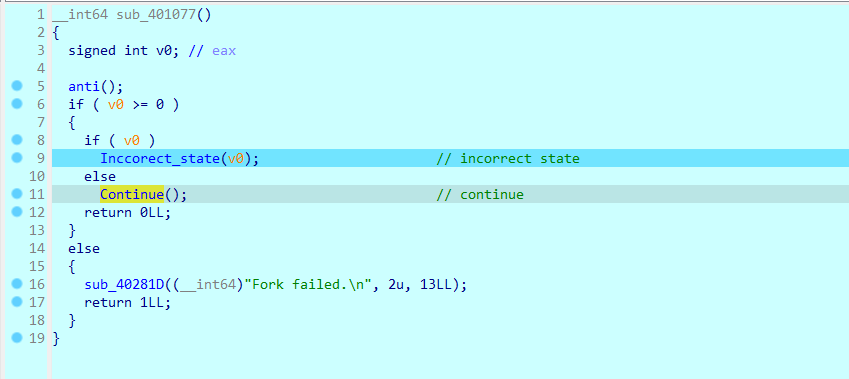 1 __int64 sub_401077()
2 {
3   signed int v0; // eax
4
5   anti();
6   if ( v0 >= 0 )
7   {
8     if ( v0 )
9       Inccorect_state(v0);                      // incorrect state
10     else
11       Continue();                               // continue
12     return 0LL;
13   }
14   else
15   {
16     sub_40281D((__int64)"Fork failed.\n", 2u, 13LL);
17     return 1LL;
18   }
19 }